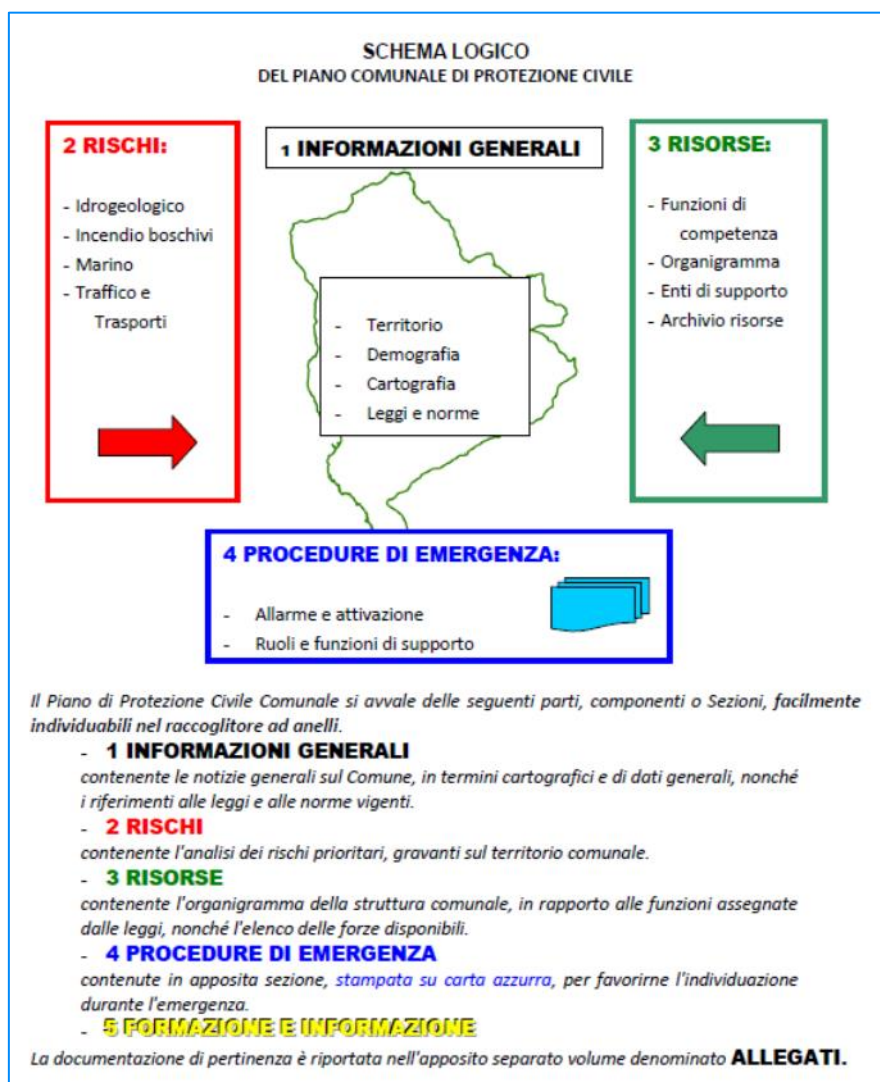 SCHEMA LOGICO
DEL PIANO COMUNALE DI PROTEZIONE CIVILE
2 RISCHI:
- Idrogeologico
- Incendio boschivi
- Marino
- Traffico e
Trasporti
1 INFORMAZIONI GENERALI
- Territorio
- Demografia
- Cartografia
- Leggi e norme
3 RISORSE:
- Funzioni di
competenza
- Organigramma
- Enti di supporto
- Archivio risorse
4 PROCEDURE DI EMERGENZA:
- Allarme e attivazione
- Ruoli e funzioni di supporto
Il Piano di Protezione Civile Comunale si avvale delle seguenti parti, componenti o Sezioni, facilmente
individuabili nel raccoglitore ad anelli.
- 1 INFORMAZIONI GENERALI
contenente le notizie generali sul Comune, in termini cartografici e di dati generali, nonché
i riferimenti alle leggi e alle norme vigenti.
- 2 RISCHI
contenente l'analisi dei rischi prioritari, gravanti sul territorio comunale.
- 3 RISORSE
contenente l'organigramma della struttura comunale, in rapporto alle funzioni assegnate
dalle leggi, nonché l'elenco delle forze disponibili.
- 4 PROCEDURE DI EMERGENZA
contenute in apposita sezione, stampata su carta azzurra, per favorirne l'individuazione
durante l'emergenza.
- 5 FORMAZIONE E INFORMAZIONE
La documentazione di pertinenza è riportata nell'apposito separato volume denominato ALLEGATI.